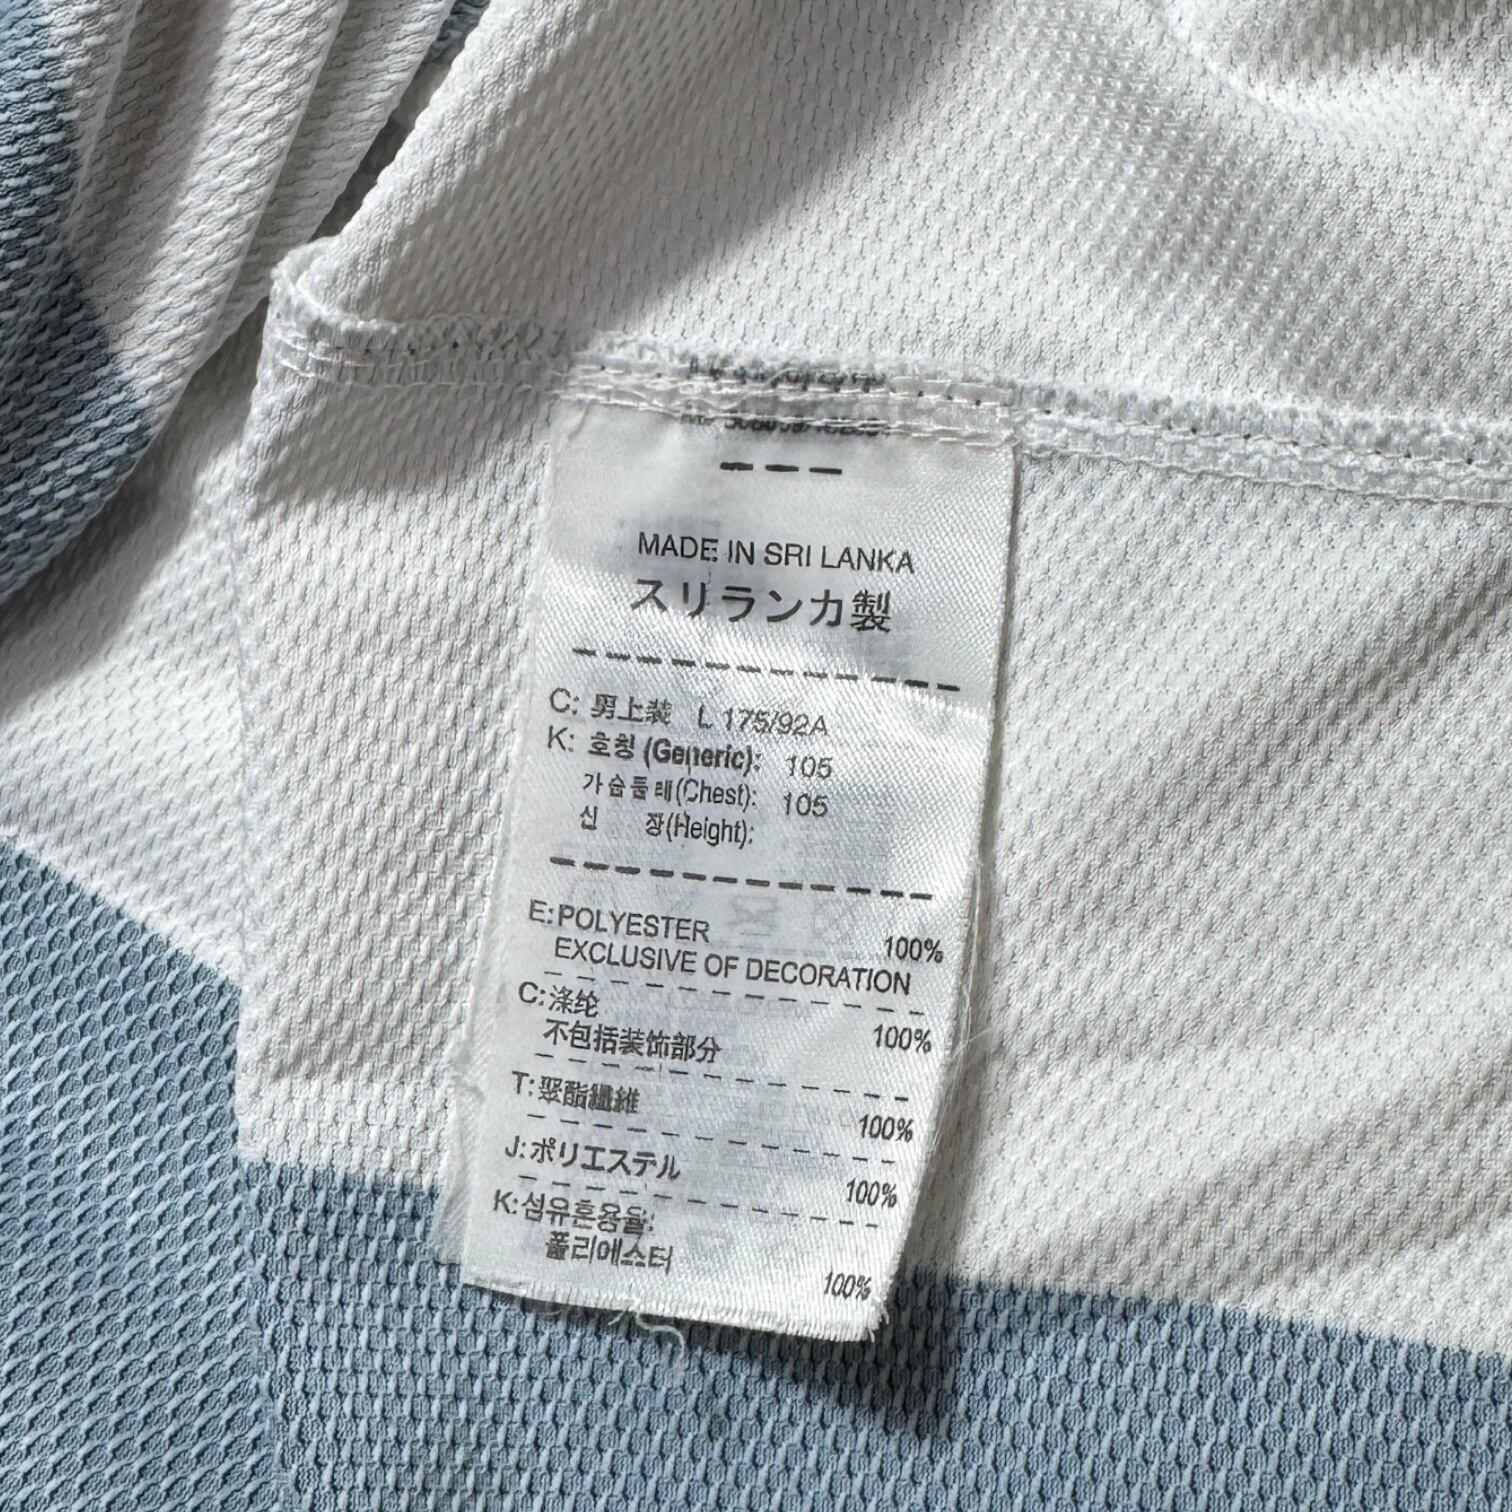 MADE IN SRI LANKA
スリランカ製
C: 男上装 L 175/92A
K: 호칭 (Generic): 105
가슴둘레(Chest): 105
신 장(Height):
E: POLYESTER 100%
EXCLUSIVE OF DECORATION
C: 涤纶 100%
不包括装饰部分
T: 聚酯纖維 100%
J: ポリエステル 100%
K: 섬유혼용율:
폴리에스터 100%